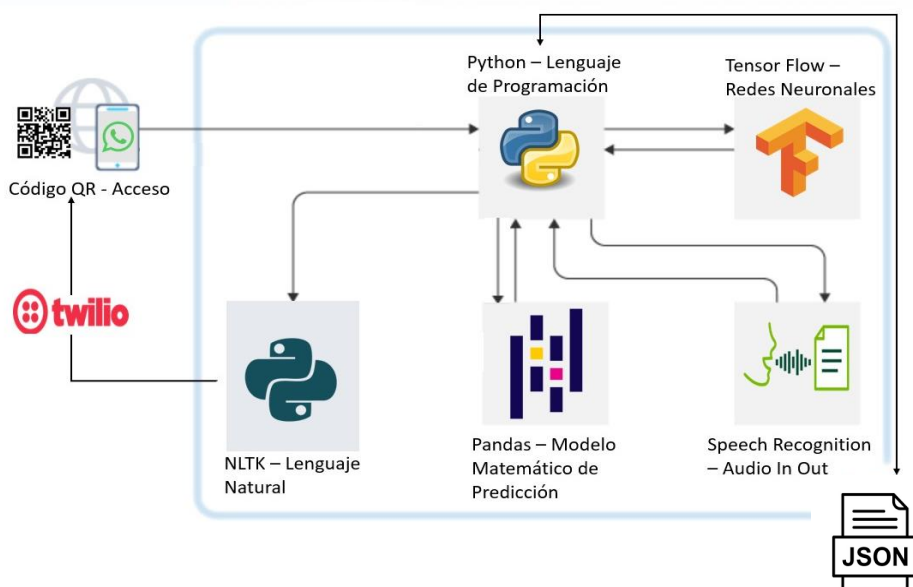 Python – Lenguaje
de Programación
Tensor Flow –
Redes Neuronales
Código QR - Acceso
twilio
NLTK – Lenguaje
Natural
Pandas – Modelo
Matemático de
Predicción
Speech Recognition
– Audio In Out
JSON